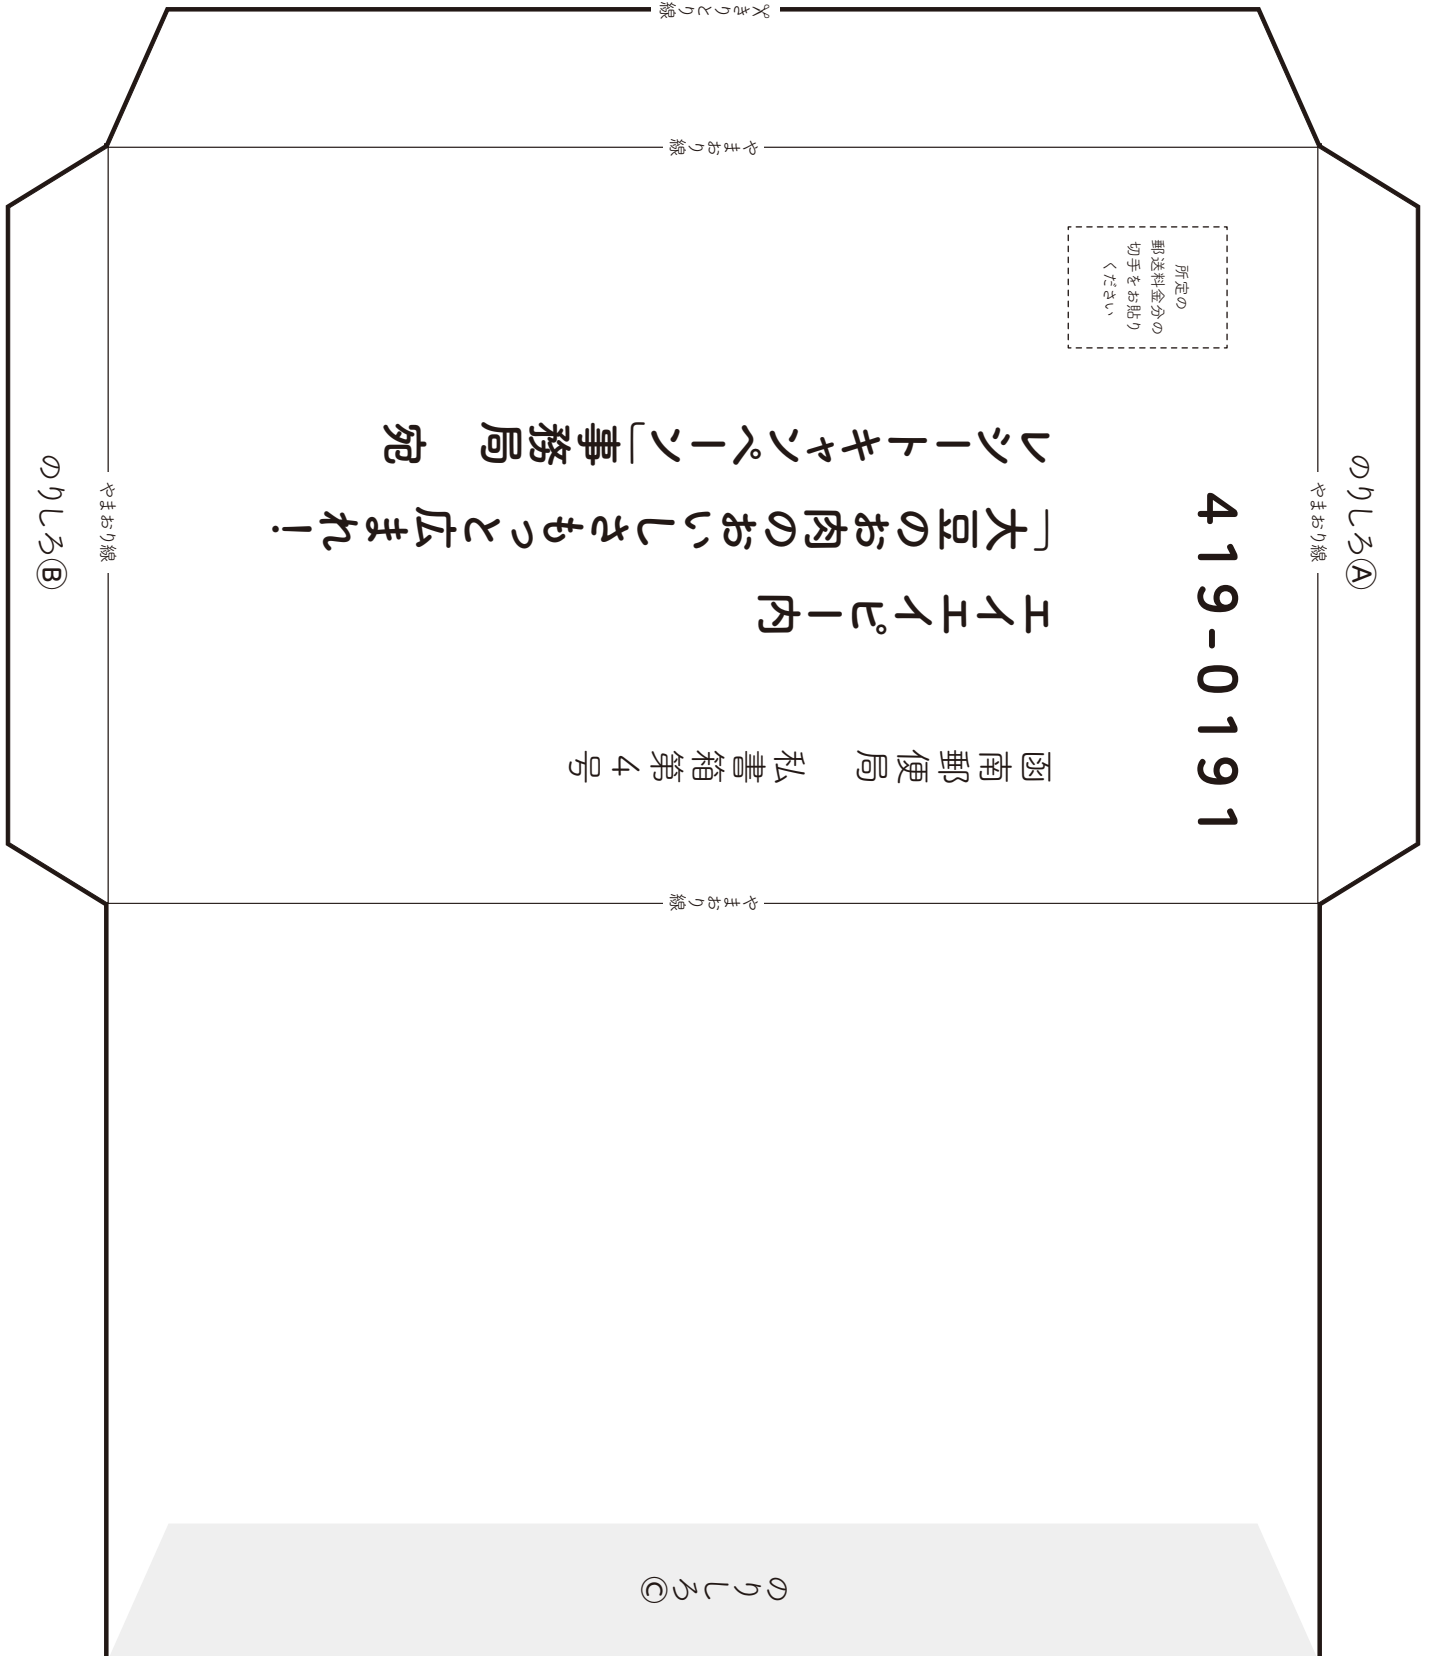 ✂きりとり線
やまおり線
所定の
郵送料金分の
切手をお貼り
ください
419-0191
函南郵便局　私書箱第4号
エイエイピー内
「大豆のお肉のおいしさもっと広まれ!
レシートキャンペーン」事務局　宛
のりしろⒶ
やまおり線
のりしろⒷ
やまおり線
やまおり線
のりしろⒸ